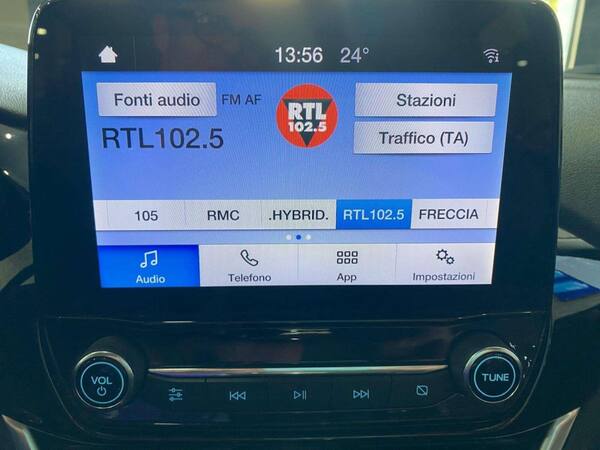 13:56 24°
Fonti audio FM AF RTL 102.5 Stazioni
RTL102.5 Traffico (TA)
105 RMC .HYBRID. RTL102.5 FRECCIA
Audio Telefono App Impostazioni
VOL TUNE